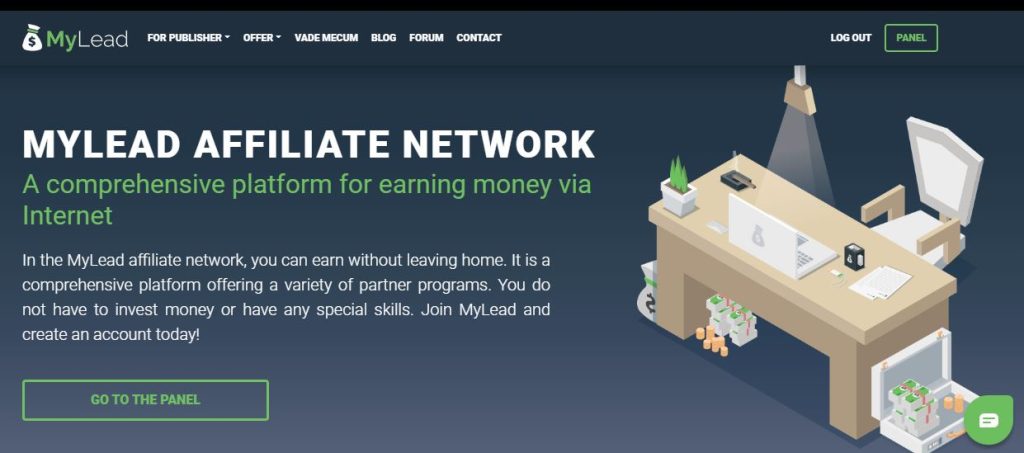 MyLead
FOR PUBLISHER
OFFER
VADE MECUM
BLOG
FORUM
CONTACT
LOG OUT
PANEL
MYLEAD AFFILIATE NETWORK
A comprehensive platform for earning money via
Internet
In the MyLead affiliate network, you can earn without leaving home. It is a
comprehensive platform offering a variety of partner programs. You do
not have to invest money or have any special skills. Join MyLead and
create an account today!
GO TO THE PANEL